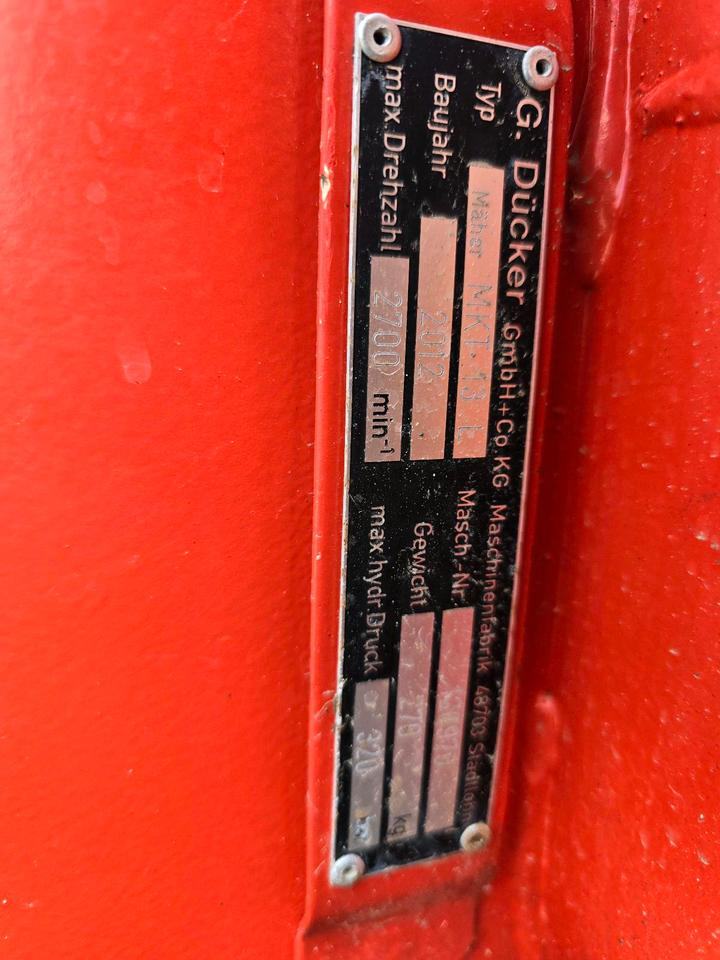 G. Dücker GmbH+Co.KG Maschinenfabrik 48703 Stadtlohn
Typ Mäher MKT 13 L Masch.-Nr.
Baujahr 2012 Gewicht kg
max. Drehzahl 2700 min⁻¹ max.hydr.Druck 320